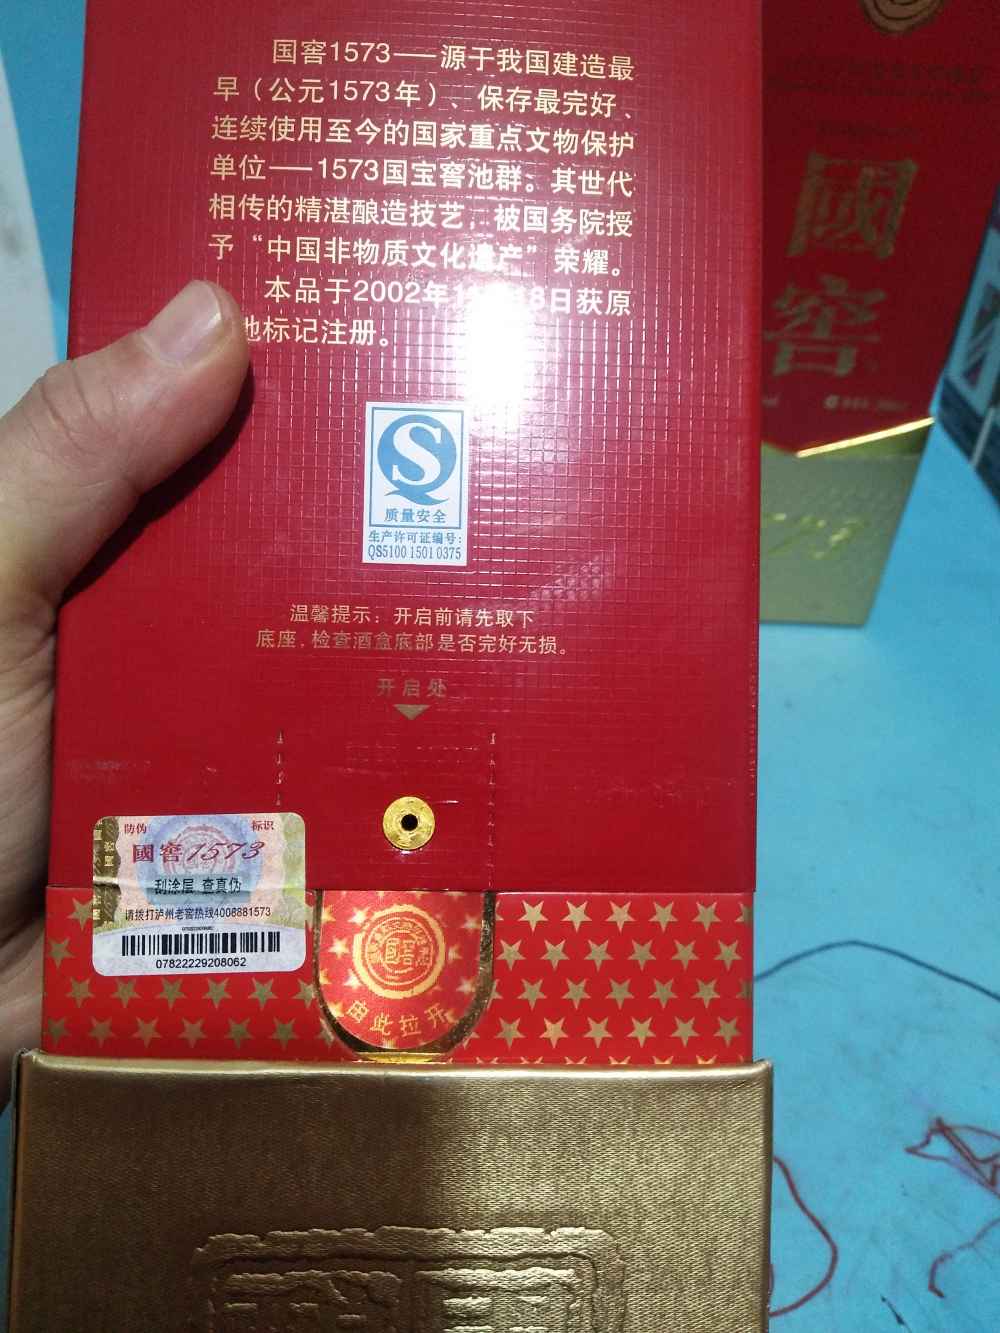 国窖1573——源于我国建造最
早（公元1573年）、保存最完好、
连续使用至今的国家重点文物保护
单位——1573国宝窖池群。其世代
相传的精湛酿造技艺，被国务院授
予“中国非物质文化遗产”荣耀。
本品于2002年1 8日获原
地标记注册。
國
窖
质量安全
生产许可证编号:
QS5100 1501 0375
温馨提示：开启前请先取下
底座，检查酒盒底部是否完好无损。
开启处
防伪 标识
國窖1573
刮涂层 查真伪
请拨打泸州老窖热线4008881573
07822229208062
國窖
由此拉开